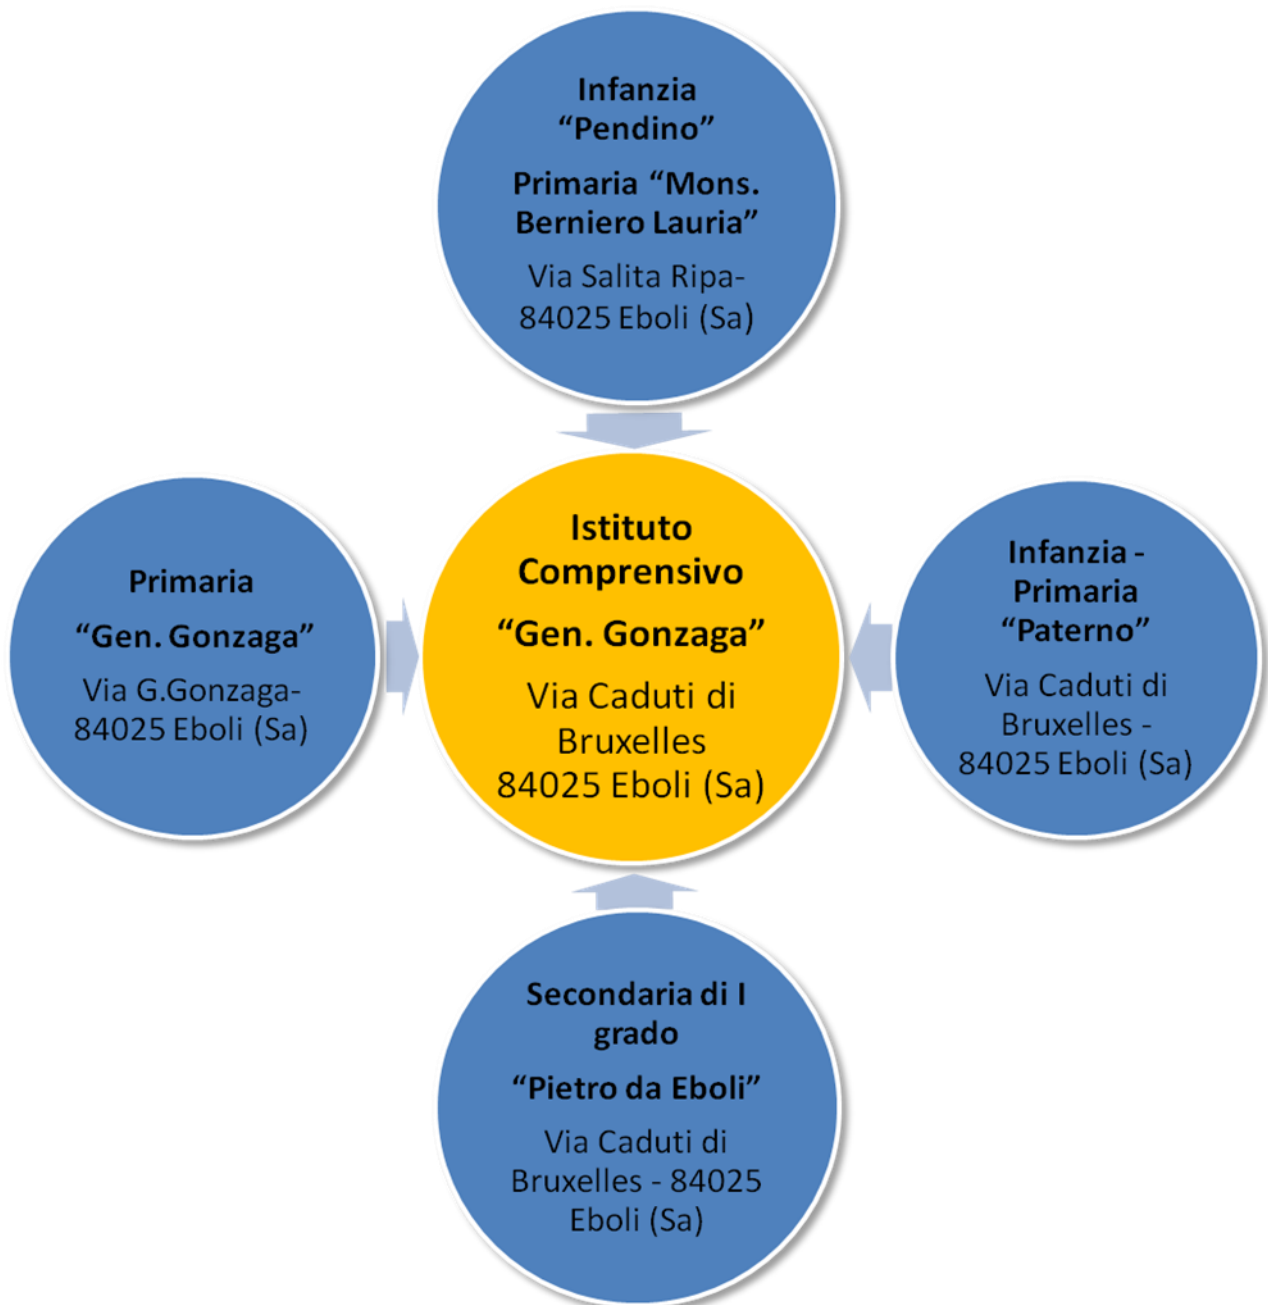 Infanzia
“Pendino”
Primaria “Mons.
Berniero Lauria”
Via Salita Ripa-
84025 Eboli (Sa)
Primaria
“Gen. Gonzaga”
Via G.Gonzaga-
84025 Eboli (Sa)
Istituto
Comprensivo
“Gen. Gonzaga”
Via Caduti di
Bruxelles
84025 Eboli (Sa)
Infanzia -
Primaria
“Paterno”
Via Caduti di
Bruxelles -
84025 Eboli (Sa)
Secondaria di I
grado
“Pietro da Eboli”
Via Caduti di
Bruxelles - 84025
Eboli (Sa)